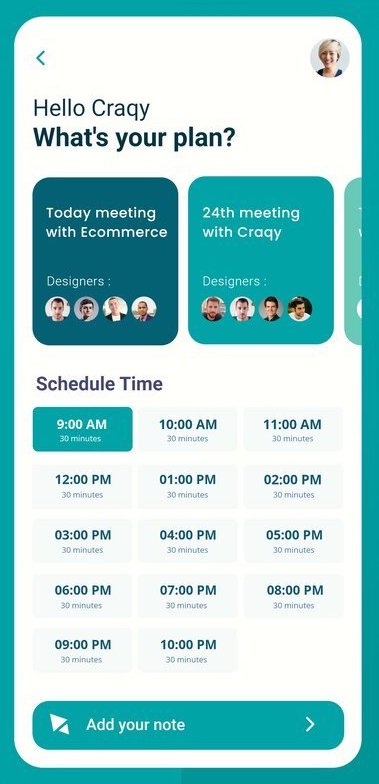 Hello Craqy
What's your plan?
Today meeting
with Ecommerce
Designers :
24th meeting
with Craqy
Designers :
Schedule Time
9:00 AM
30 minutes
10:00 AM
30 minutes
11:00 AM
30 minutes
12:00 PM
30 minutes
01:00 PM
30 minutes
02:00 PM
30 minutes
03:00 PM
30 minutes
04:00 PM
30 minutes
05:00 PM
30 minutes
06:00 PM
30 minutes
07:00 PM
30 minutes
08:00 PM
30 minutes
09:00 PM
30 minutes
10:00 PM
30 minutes
Add your note